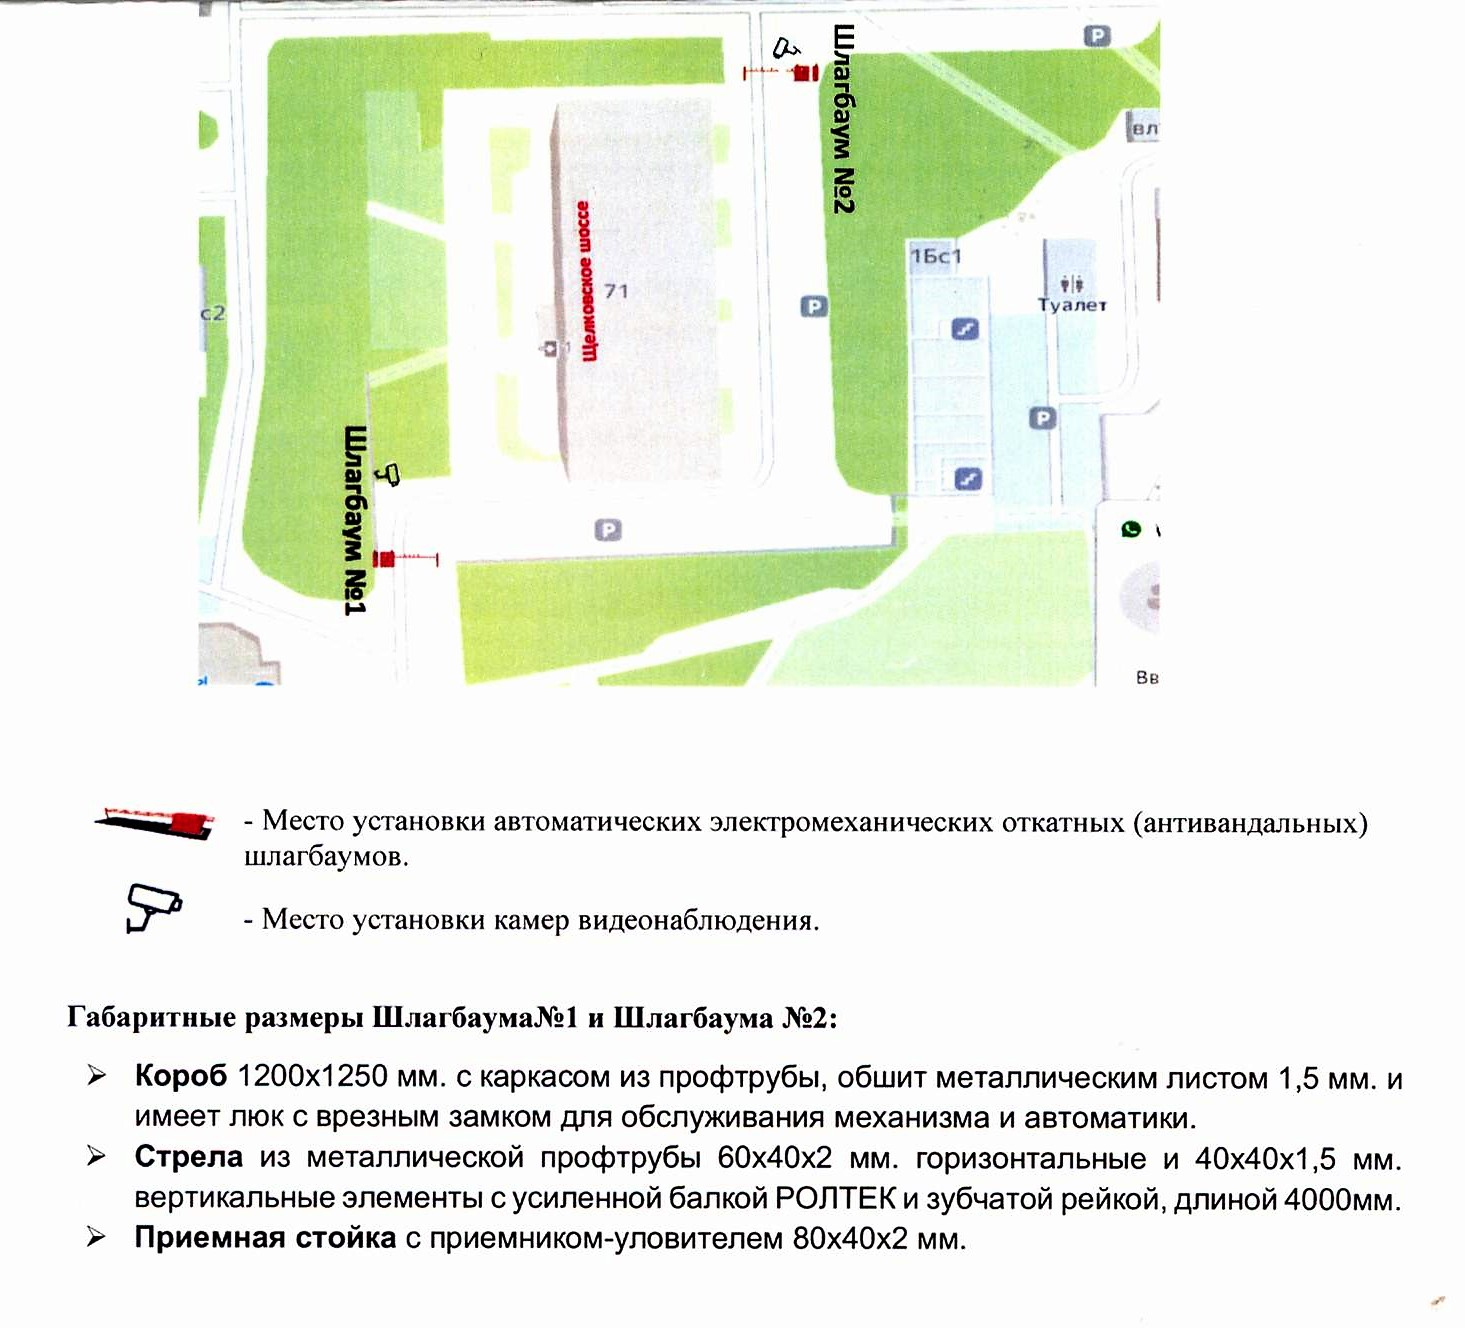 Шлагбаум №2
P
вл
1Бс1
Туалет
Щелковское шоссе
71
1
P
с2
P
Шлагбаум №1
P
Вв
- Место установки автоматических электромеханических откатных (антивандальных)
шлагбаумов.
- Место установки камер видеонаблюдения.
Габаритные размеры Шлагбаума№1 и Шлагбаума №2:
Короб 1200х1250 мм. с каркасом из профтрубы, обшит металлическим листом 1,5 мм. и
имеет люк с врезным замком для обслуживания механизма и автоматики.
Стрела из металлической профтрубы 60х40х2 мм. горизонтальные и 40х40х1,5 мм.
вертикальные элементы с усиленной балкой РОЛТЕК и зубчатой рейкой, длиной 4000мм.
Приемная стойка с приемником-уловителем 80х40х2 мм.